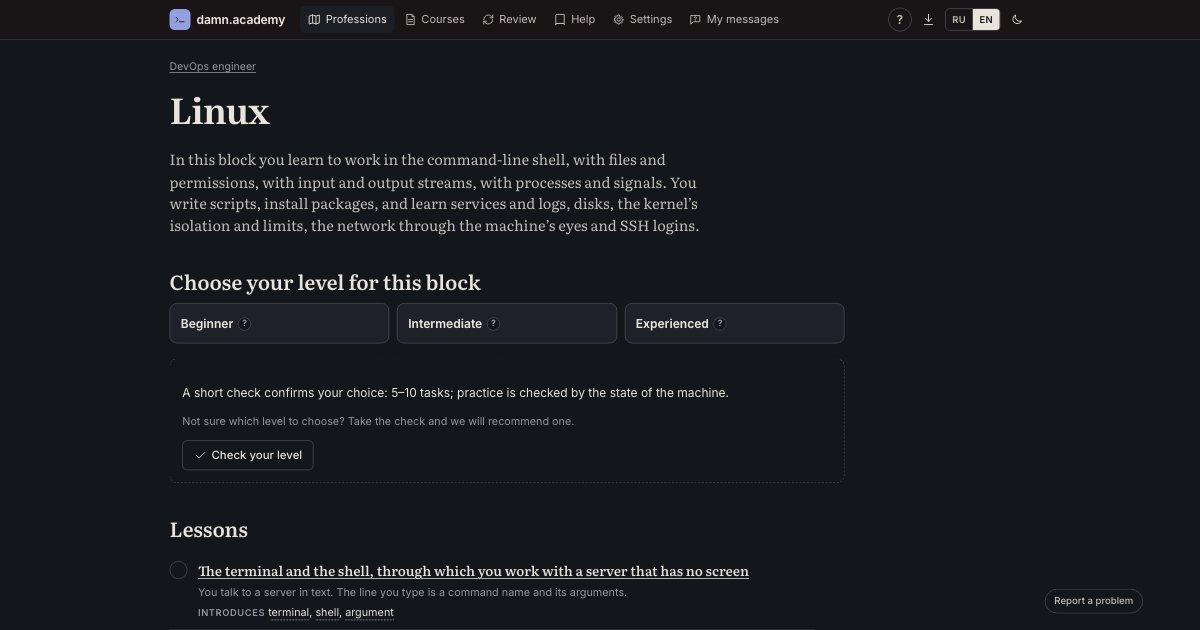 damn.academy Professions Courses Review Help Settings My messages ? RU EN
DevOps engineer
Linux
In this block you learn to work in the command-line shell, with files and
permissions, with input and output streams, with processes and signals. You
write scripts, install packages, and learn services and logs, disks, the kernel’s
isolation and limits, the network through the machine’s eyes and SSH logins.
Choose your level for this block
Beginner ? Intermediate ? Experienced ?
A short check confirms your choice: 5–10 tasks; practice is checked by the state of the machine.
Not sure which level to choose? Take the check and we will recommend one.
Check your level
Lessons
The terminal and the shell, through which you work with a server that has no screen
You talk to a server in text. The line you type is a command name and its arguments.
INTRODUCES terminal, shell, argument
Report a problem